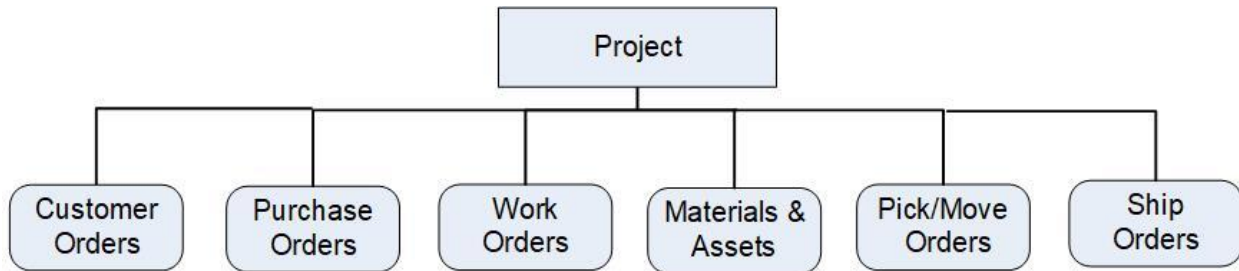 Project
Customer
Orders
Purchase
Orders
Work
Orders
Materials &
Assets
Pick/Move
Orders
Ship
Orders